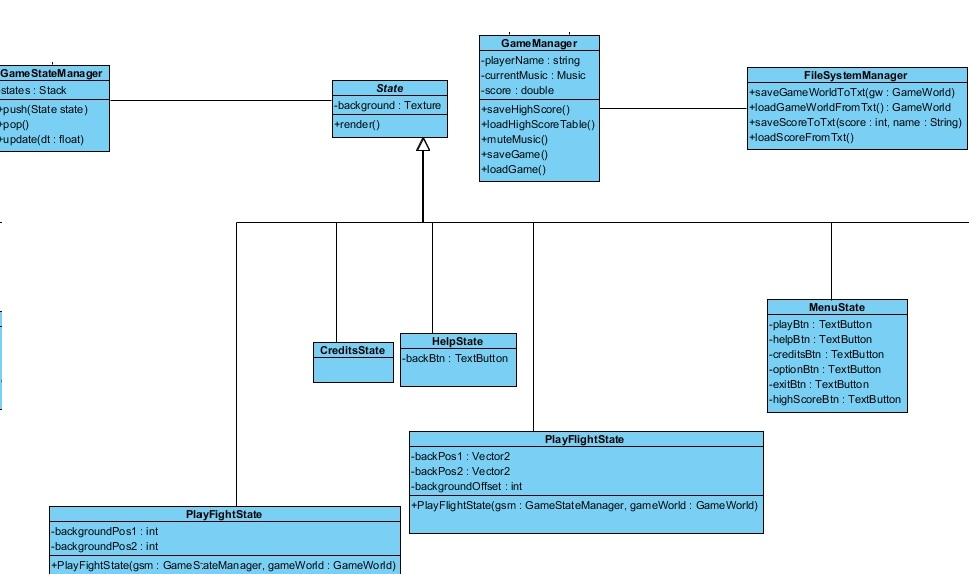 GameStateManager
-states : Stack
+push(State state)
+pop()
+update(dt : float)
State
-background : Texture
+render()
GameManager
-playerName : string
-currentMusic : Music
-score : double
+saveHighScore()
+loadHighScoreTable()
+muteMusic()
+saveGame()
+loadGame()
FileSystemManager
+saveGameWorldToTxt(gw : GameWorld)
+loadGameWorldFromTxt() : GameWorld
+saveScoreToTxt(score : int, name : String)
+loadScoreFromTxt()
CreditsState
HelpState
-backBtn : TextButton
MenuState
-playBtn : TextButton
-helpBtn : TextButton
-creditsBtn : TextButton
-optionBtn : TextButton
-exitBtn : TextButton
-highScoreBtn : TextButton
PlayFlightState
-backPos1 : Vector2
-backPos2 : Vector2
-backgroundOffset : int
+PlayFlightState(gsm : GameStateManager, gameWorld : GameWorld)
PlayFightState
-backgroundPos1 : int
-backgroundPos2 : int
+PlayFightState(gsm : GameStateManager, gameWorld : GameWorld)